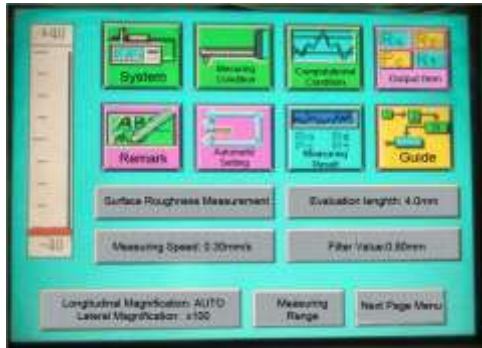 +40
System
Measuring
Condition
Computational
Condition
Output Item
Remark
Automatic
Setting
Measuring
Result
Guide
Surface Roughness Measurement
Evaluation lenghth: 4.0mm
Measuring Speed: 0.30mm/s
Filter Value:0.80mm
-40
Longitudinal Magnification: AUTO
Lateral Magnification : x100
Measuring
Range
Next Page Menu